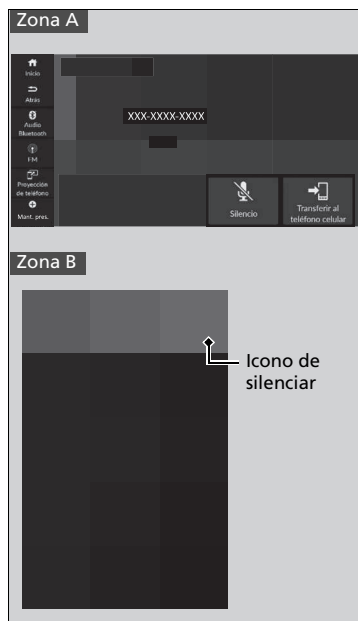 Zona A
Inicio
Atrás
Audio
Bluetooth
FM
Proyección
de teléfono
Mant. pres.
XXX-XXXX-XXXX
Silencio
Transferir al
teléfono celular
Zona B
Icono de
silenciar